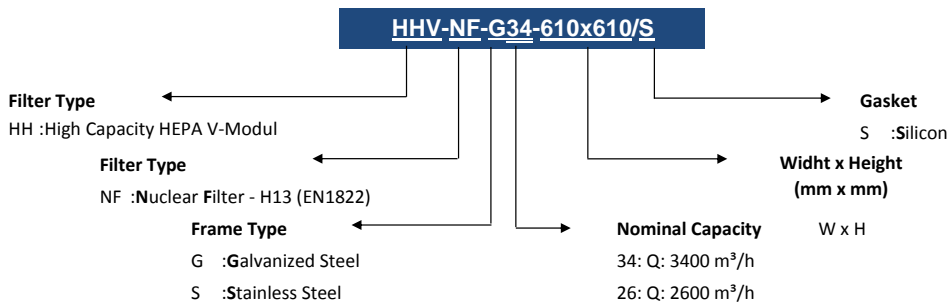 HHV-NF-G34-610x610/S
Filter Type
HH :High Capacity HEPA V-Modul
Gasket
S :Silicon
Filter Type
NF :Nuclear Filter - H13 (EN1822)
Widht x Height
(mm x mm)
W x H
Frame Type
G :Galvanized Steel
S :Stainless Steel
Nominal Capacity
34: Q: 3400 m³/h
26: Q: 2600 m³/h